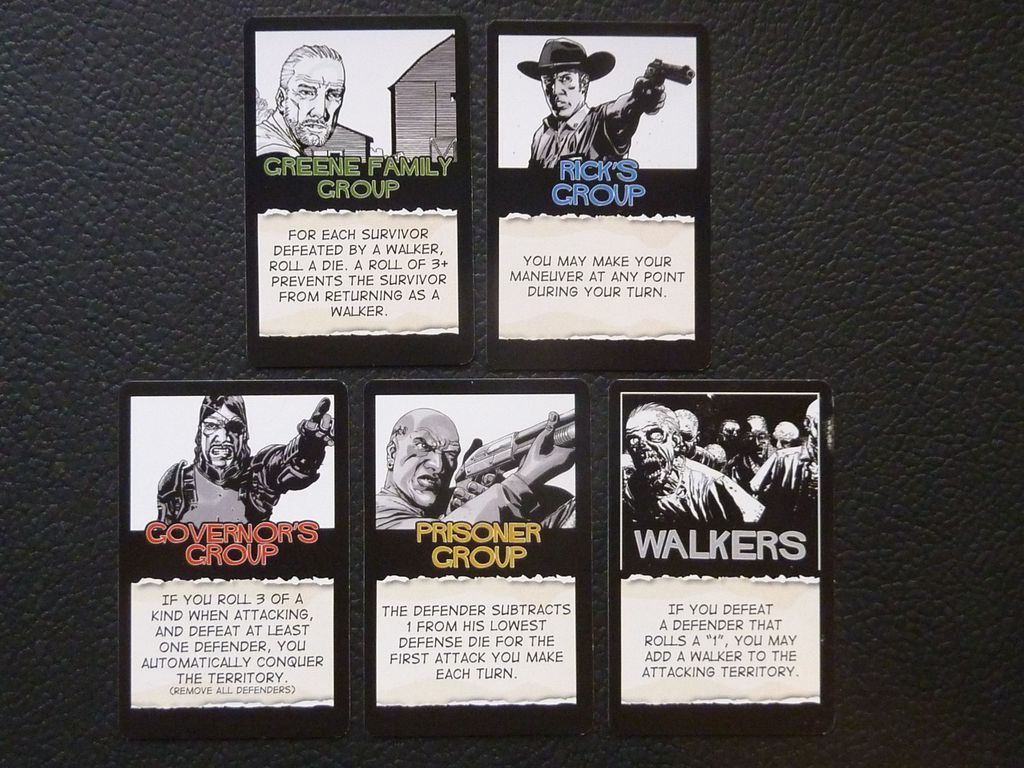 GREENE FAMILY
GROUP
FOR EACH SURVIVOR
DEFEATED BY A WALKER,
ROLL A DIE. A ROLL OF 3+
PREVENTS THE SURVIVOR
FROM RETURNING AS A
WALKER.
RICK'S
GROUP
YOU MAY MAKE YOUR
MANEUVER AT ANY POINT
DURING YOUR TURN.
GOVERNOR'S
GROUP
IF YOU ROLL 3 OF A
KIND WHEN ATTACKING,
AND DEFEAT AT LEAST
ONE DEFENDER, YOU
AUTOMATICALLY CONQUER
THE TERRITORY.
(REMOVE ALL DEFENDERS)
PRISONER
GROUP
THE DEFENDER SUBTRACTS
1 FROM HIS LOWEST
DEFENSE DIE FOR THE
FIRST ATTACK YOU MAKE
EACH TURN.
WALKERS
IF YOU DEFEAT
A DEFENDER THAT
ROLLS A "1", YOU MAY
ADD A WALKER TO THE
ATTACKING TERRITORY.